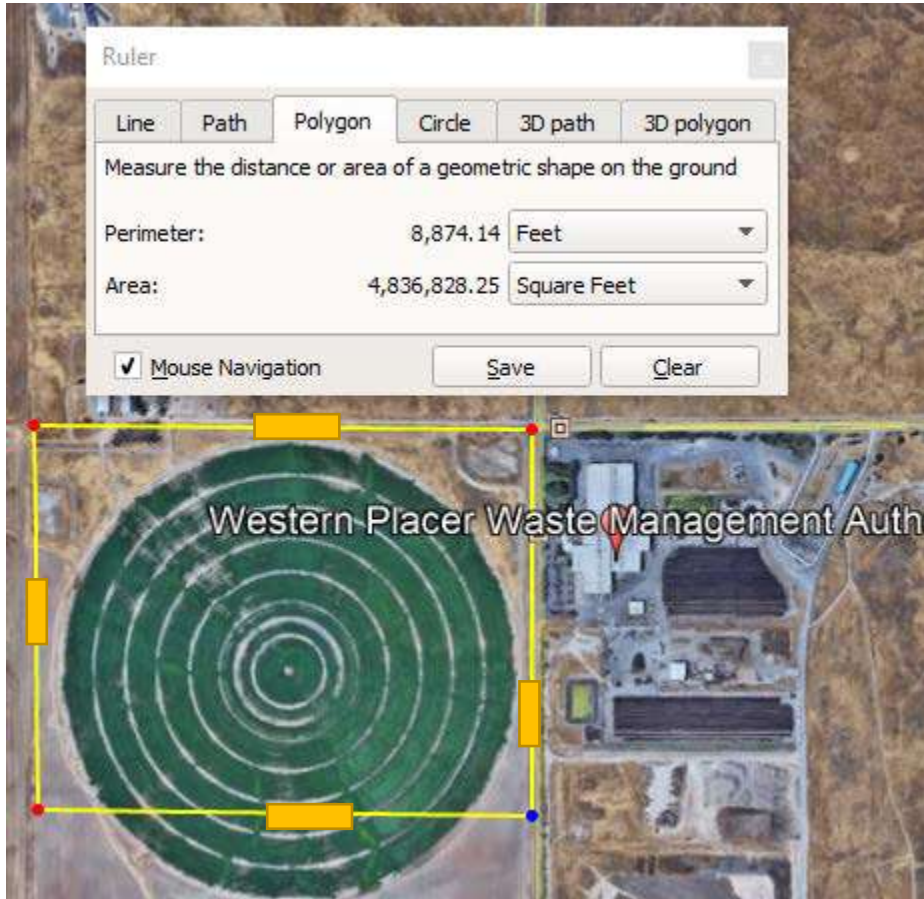 Ruler
Line Path Polygon Circle 3D path 3D polygon
Measure the distance or area of a geometric shape on the ground
Perimeter: 8,874.14 Feet
Area: 4,836,828.25 Square Feet
Mouse Navigation Save Clear
Western Placer Waste Management Auth